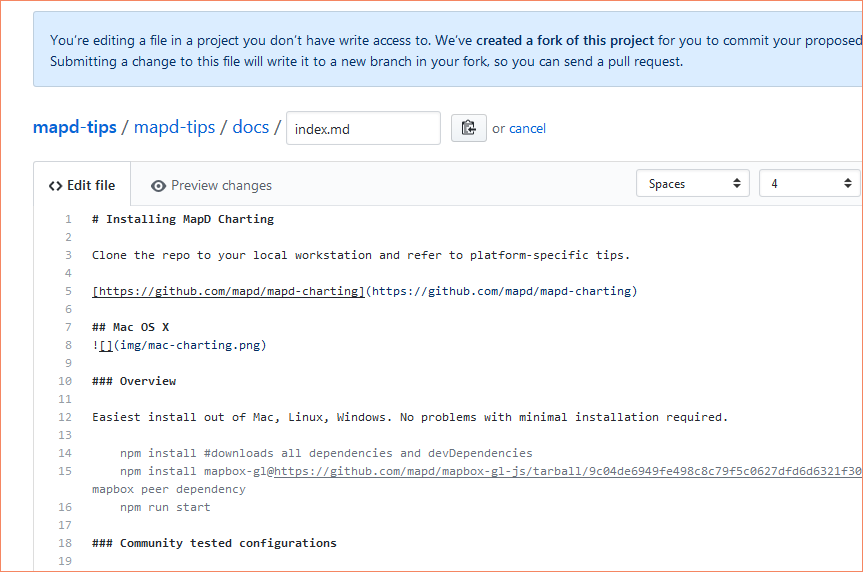 You're editing a file in a project you don't have write access to. We've created a fork of this project for you to commit your proposed
Submitting a change to this file will write it to a new branch in your fork, so you can send a pull request.
mapd-tips / mapd-tips / docs / index.md or cancel
Edit file Preview changes Spaces 4
1 # Installing MapD Charting
2
3 Clone the repo to your local workstation and refer to platform-specific tips.
4
5 [https://github.com/mapd/mapd-charting](https://github.com/mapd/mapd-charting)
6
7 ## Mac OS X
8 ![](img/mac-charting.png)
9
10 ### Overview
11
12 Easiest install out of Mac, Linux, Windows. No problems with minimal installation required.
13
14 npm install #downloads all dependencies and devDependencies
15 npm install mapbox-gl@https://github.com/mapd/mapbox-gl-js/tarball/9c04de6949fe498c8c79f5c0627dfd6d6321f30
mapbox peer dependency
16 npm run start
17
18 ### Community tested configurations
19